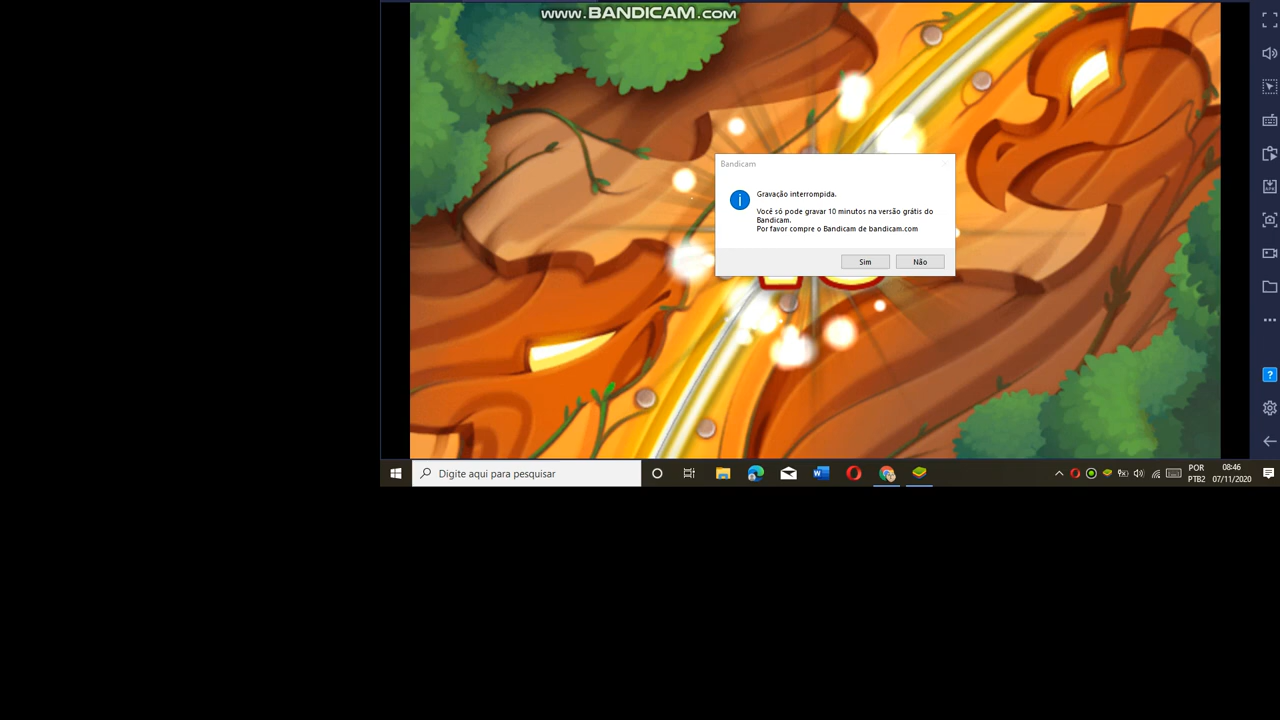 www.BANDICAM.com
Bandicam
Gravação interrompida.
Você só pode gravar 10 minutos na versão grátis do
Bandicam.
Por favor compre o Bandicam de bandicam.com
Sim
Não
Digite aqui para pesquisar
POR
PTB2
08:46
07/11/2020